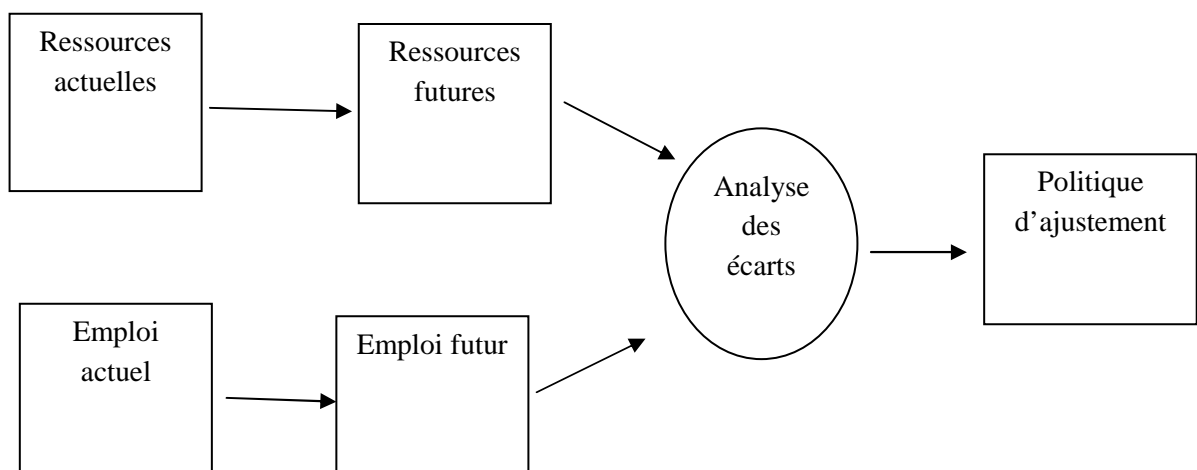 Ressources
actuelles
Ressources
futures
Analyse
des
écarts
Politique
d’ajustement
Emploi
actuel
Emploi futur